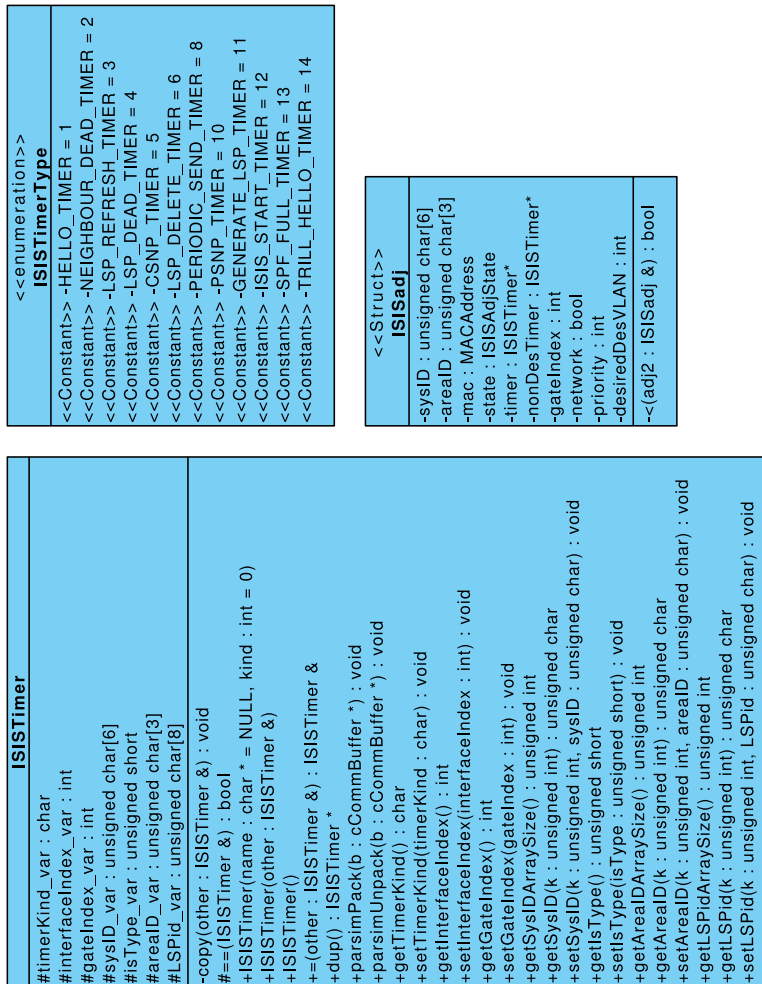 ISISTimer
#timerKind_var : char
#interfaceIndex_var : int
#gateIndex_var : int
#sysID_var : unsigned char[6]
#isType_var : unsigned short
#areaID_var : unsigned char[3]
#LSPid_var : unsigned char[8]
-copy(other : ISISTimer &) : void
#==(ISISTimer &) : bool
+ISISTimer(name : char * = NULL, kind : int = 0)
+ISISTimer(other : ISISTimer &)
+ISISTimer()
+=(other : ISISTimer &) : ISISTimer &
+dup() : ISISTimer *
+parsimPack(b : cCommBuffer *) : void
+parsimUnpack(b : cCommBuffer *) : void
+getTimerKind() : char
+setTimerKind(timerKind : char) : void
+getInterfaceIndex() : int
+setInterfaceIndex(interfaceIndex : int) : void
+getGateIndex() : int
+setGateIndex(gateIndex : int) : void
+getSysIDArraySize() : unsigned int
+getSysID(k : unsigned int) : unsigned char
+setSysID(k : unsigned int, sysID : unsigned char) : void
+getIsType() : unsigned short
+setIsType(isType : unsigned short) : void
+getAreaIDArraySize() : unsigned int
+getAreaID(k : unsigned int) : unsigned char
+setAreaID(k : unsigned int, areaID : unsigned char) : void
+getLSPidArraySize() : unsigned int
+getLSPid(k : unsigned int) : unsigned char
+setLSPid(k : unsigned int, LSPid : unsigned char) : void
<<enumeration>>
ISISTimerType
<<Constant>> -HELLO_TIMER = 1
<<Constant>> -NEIGHBOUR_DEAD_TIMER = 2
<<Constant>> -LSP_REFRESH_TIMER = 3
<<Constant>> -LSP_DEAD_TIMER = 4
<<Constant>> -CSNP_TIMER = 5
<<Constant>> -LSP_DELETE_TIMER = 6
<<Constant>> -PERIODIC_SEND_TIMER = 8
<<Constant>> -PSNP_TIMER = 10
<<Constant>> -GENERATE_LSP_TIMER = 11
<<Constant>> -ISIS_START_TIMER = 12
<<Constant>> -SPF_FULL_TIMER = 13
<<Constant>> -TRILL_HELLO_TIMER = 14
<<Struct>>
ISISadj
-sysID : unsigned char[6]
-areaID : unsigned char[3]
-mac : MACAddress
-state : ISISAdjState
-timer : ISISTimer*
-nonDesTimer : ISISTimer*
-gateIndex : int
-network : bool
-priority : int
-desiredDesVLAN : int
-<(adj2 : ISISadj &) : bool